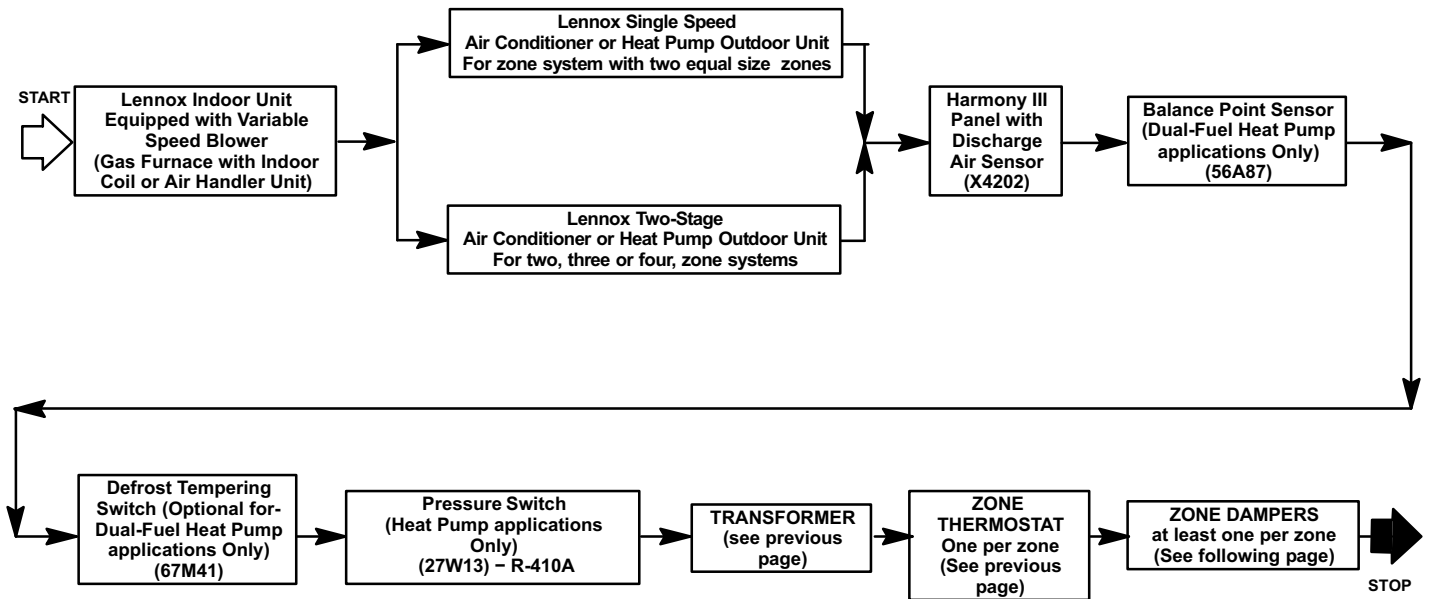 START
Lennox Indoor Unit
Equipped with Variable
Speed Blower
(Gas Furnace with Indoor
Coil or Air Handler Unit)
Lennox Single Speed
Air Conditioner or Heat Pump Outdoor Unit
For zone system with two equal size zones
Lennox Two-Stage
Air Conditioner or Heat Pump Outdoor Unit
For two, three or four, zone systems
Harmony III
Panel with
Discharge
Air Sensor
(X4202)
Balance Point Sensor
(Dual-Fuel Heat Pump
applications Only)
(56A87)
Defrost Tempering
Switch (Optional for-
Dual-Fuel Heat Pump
applications Only)
(67M41)
Pressure Switch
(Heat Pump applications
Only)
(27W13) − R-410A
TRANSFORMER
(see previous
page)
ZONE
THERMOSTAT
One per zone
(See previous
page)
ZONE DAMPERS
at least one per zone
(See following page)
STOP